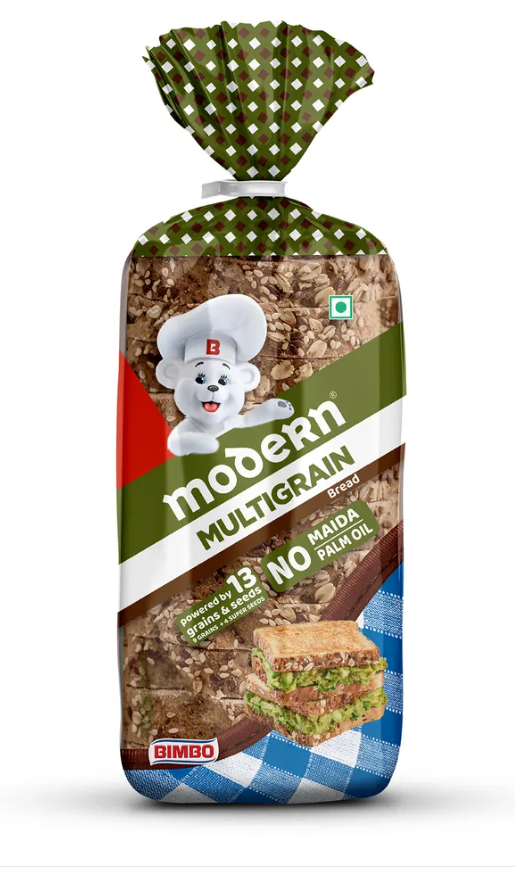 B
modern®
MULTIGRAIN
Bread
powered by 13
grains & seeds
9 GRAINS + 4 SUPER SEEDS
NO MAIDA
PALM OIL
BIMBO